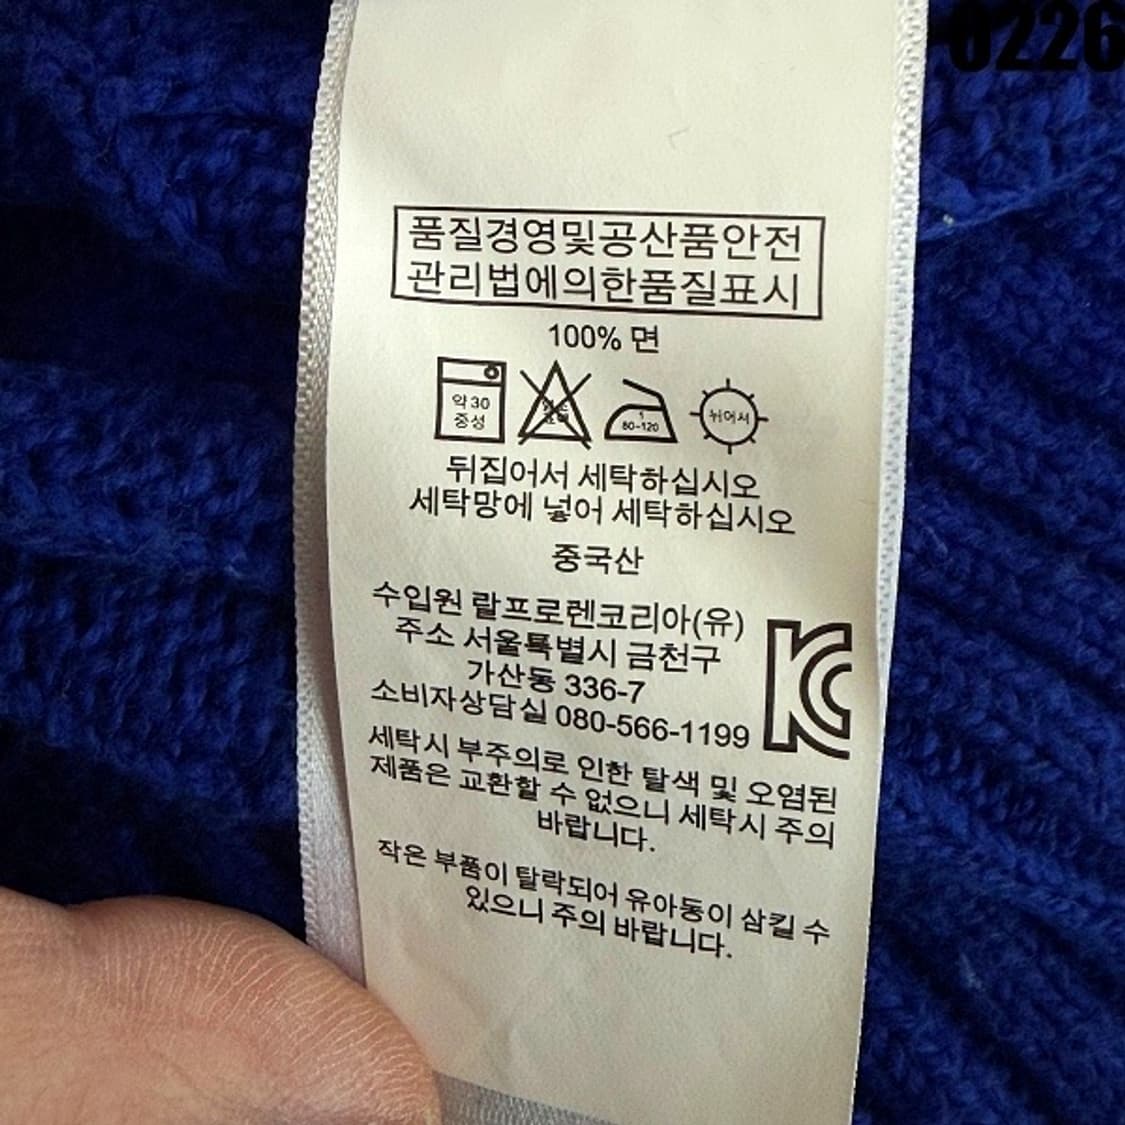 0226
품질경영및공산품안전
관리법에의한품질표시
100% 면
약 30
중성
1
80-120
뉘어서
뒤집어서 세탁하십시오
세탁망에 넣어 세탁하십시오
중국산
수입원 랄프로렌코리아(유)
주소 서울특별시 금천구
가산동 336-7
소비자상담실 080-566-1199
세탁시 부주의로 인한 탈색 및 오염된
제품은 교환할 수 없으니 세탁시 주의
바랍니다.
작은 부품이 탈락되어 유아동이 삼킬 수
있으니 주의 바랍니다.